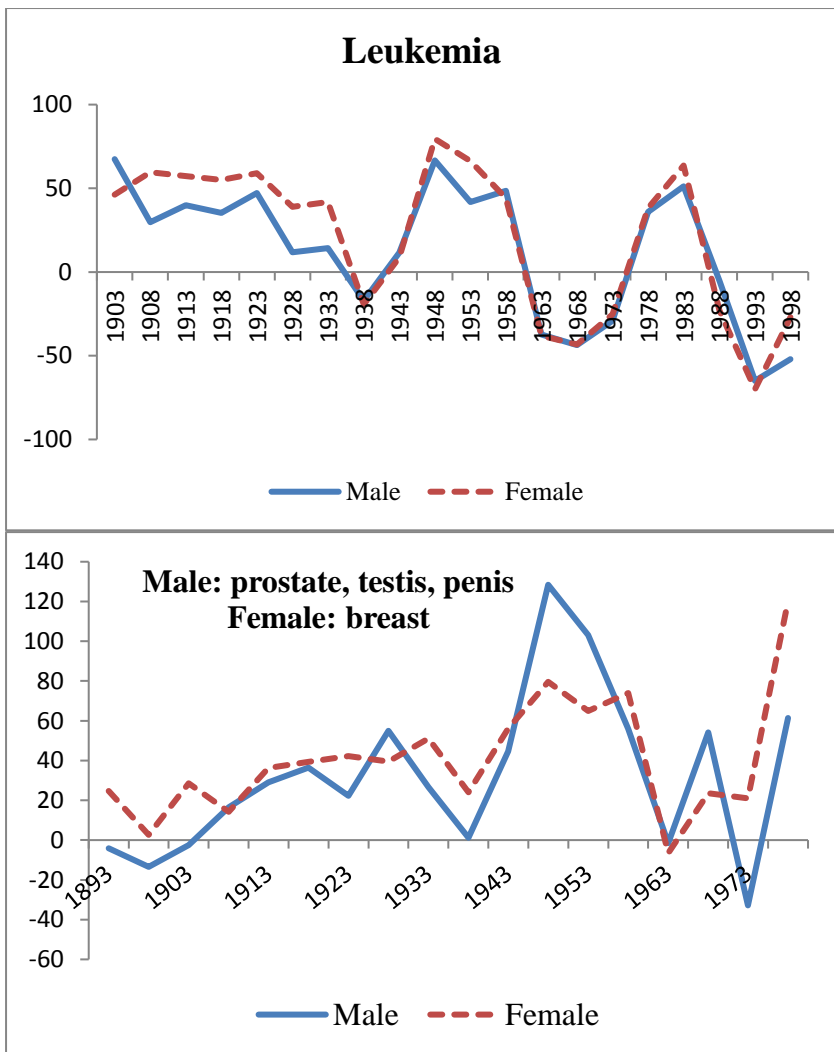 Leukemia
100
50
0
-50
-100
1903 1908 1913 1918 1923 1928 1933 1938 1943 1948 1953 1958 1963 1968 1973 1978 1983 1988 1993 1998
Male Female
Male: prostate, testis, penis
Female: breast
140
120
100
80
60
40
20
0
-20
-40
-60
1893 1903 1913 1923 1933 1943 1953 1963 1973
Male Female